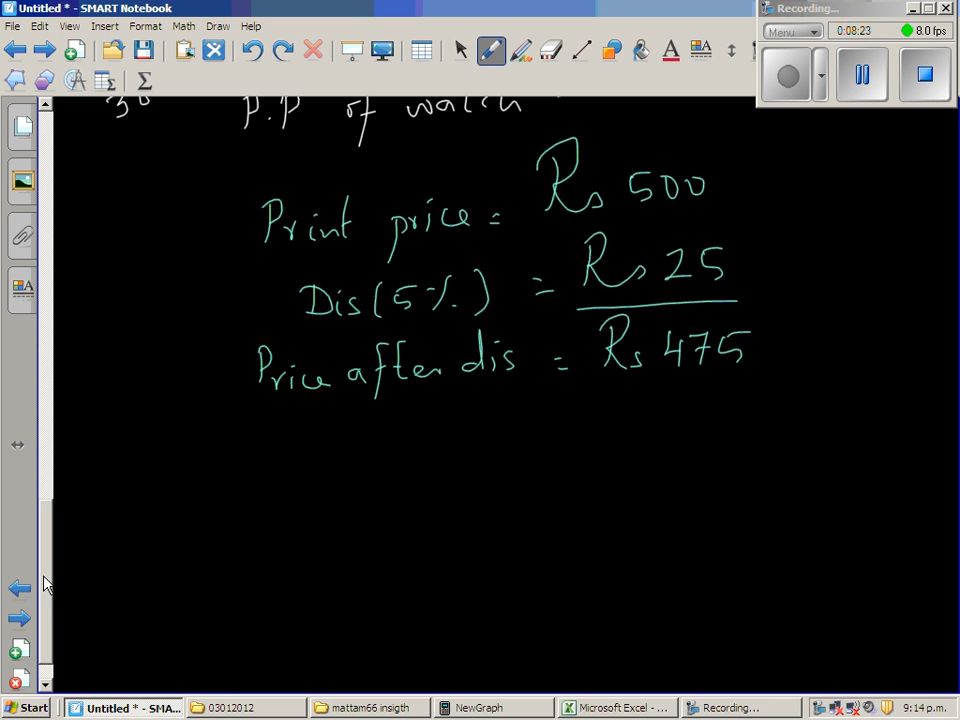 Untitled * - SMART Notebook
Recording...
File Edit View Insert Format Math Draw Help
Menu
0:08:23
8.0 fps
30 P.P of watch
Print price = Rs 500
Dis (5%) = Rs 25
Price after dis = Rs 475
Start
Untitled * - SMA...
03012012
mattam66 insigth
NewGraph
Microsoft Excel - ...
Recording...
9:14 p.m.